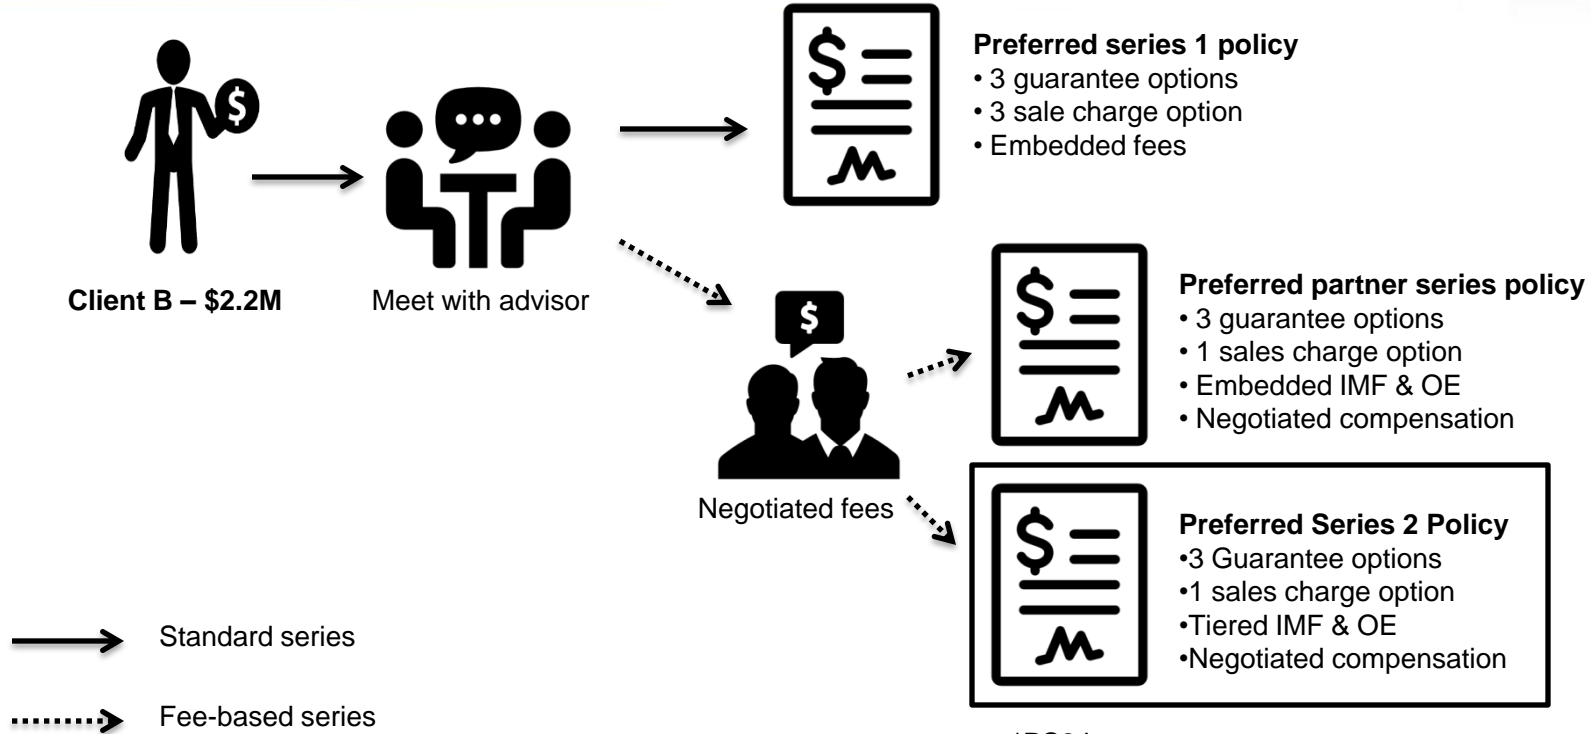 Preferred series 1 policy
• 3 guarantee options
• 3 sale charge option
• Embedded fees
$
$
Client B – $2.2M
Meet with advisor
$
Preferred partner series policy
• 3 guarantee options
• 1 sales charge option
• Embedded IMF & OE
• Negotiated compensation
$
$
Negotiated fees
Preferred Series 2 Policy
•3 Guarantee options
•1 sales charge option
•Tiered IMF & OE
•Negotiated compensation
$
Standard series
Fee-based series